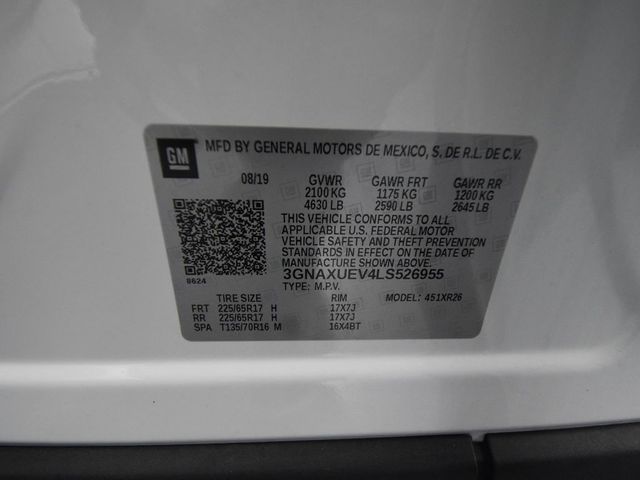 GM MFD BY GENERAL MOTORS DE MEXICO, S. DE R.L. DE C.V.
08/19 GVWR GAWR FRT GAWR RR
2100 KG 1175 KG 1200 KG
4630 LB 2590 LB 2645 LB
THIS VEHICLE CONFORMS TO ALL
APPLICABLE U.S. FEDERAL MOTOR
VEHICLE SAFETY AND THEFT
PREVENTION STANDARDS IN EFFECT ON
THE DATE OF MANUFACTURE SHOWN ABOVE.
3GNAXUEV4LS526955
8624 TYPE: M.P.V. MODEL: 451XR26
TIRE SIZE RIM
FRT 225/65R17 H 17X7J
RR 225/65R17 H 17X7J
SPA T135/70R16 M 16X4BT